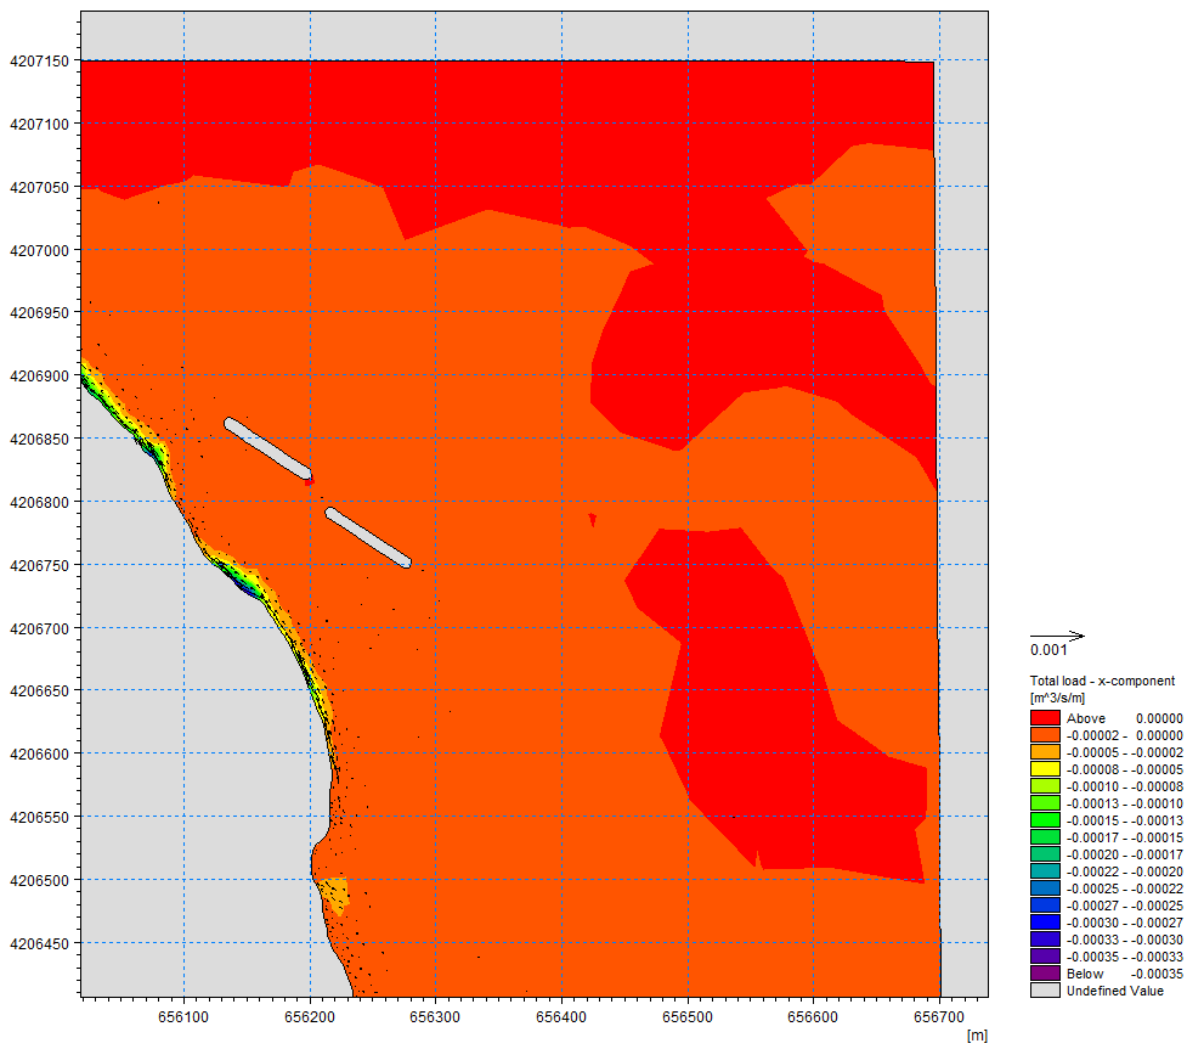 4207150
4207100
4207050
4207000
4206950
4206900
4206850
4206800
4206750
4206700
4206650
4206600
4206550
4206500
4206450
656100 656200 656300 656400 656500 656600 656700
[m]
0.001
Total load - x-component
[m^3/s/m]
Above 0.00000
-0.00002 - 0.00000
-0.00005 - -0.00002
-0.00008 - -0.00005
-0.00010 - -0.00008
-0.00013 - -0.00010
-0.00015 - -0.00013
-0.00017 - -0.00015
-0.00020 - -0.00017
-0.00022 - -0.00020
-0.00025 - -0.00022
-0.00027 - -0.00025
-0.00030 - -0.00027
-0.00033 - -0.00030
-0.00035 - -0.00033
Below -0.00035
Undefined Value